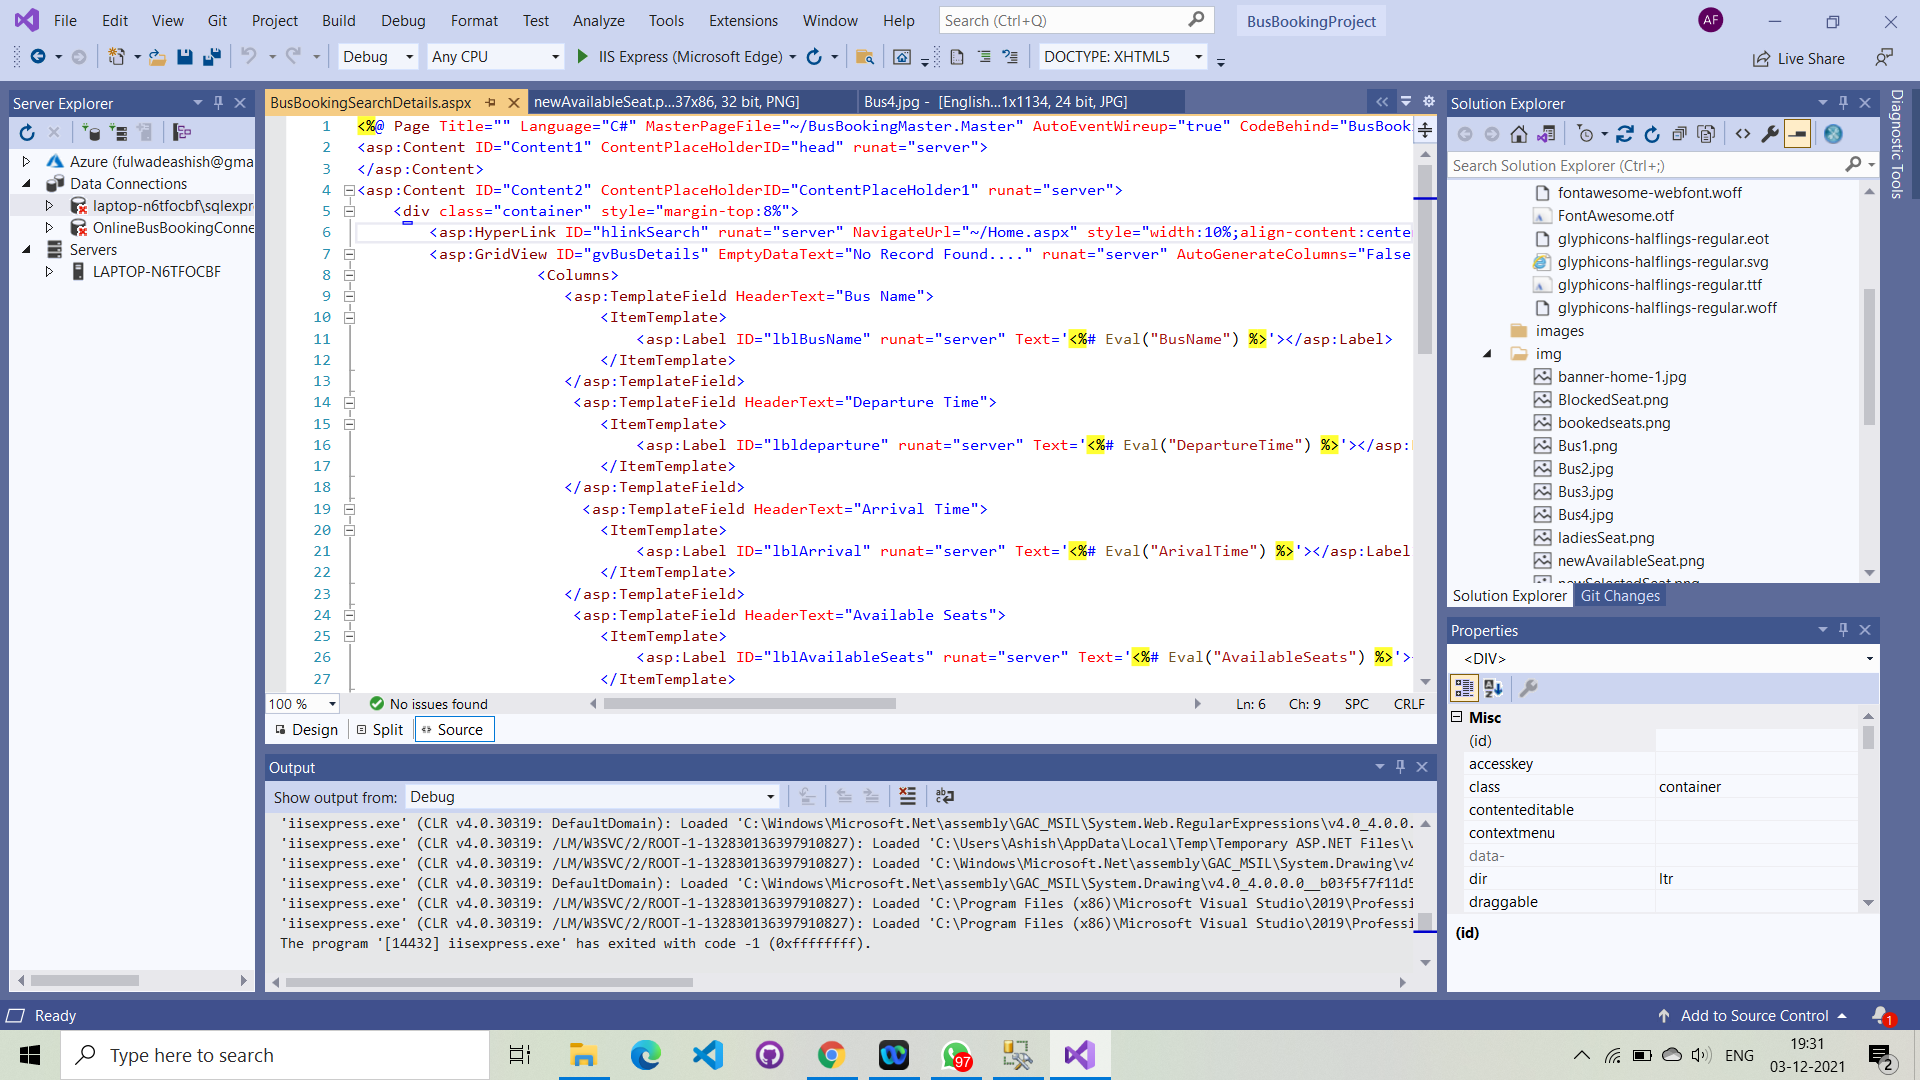 File Edit View Git Project Build Debug Format Test Analyze Tools Extensions Window Help Search (Ctrl+Q) BusBookingProject AF
Debug Any CPU IIS Express (Microsoft Edge) DOCTYPE: XHTML5 Live Share
Server Explorer
Azure (fulwadeashish@gma
Data Connections
laptop-n6tfocbf\sqlexpr
OnlineBusBookingConne
Servers
LAPTOP-N6TFOCBF
BusBookingSearchDetails.aspx newAvailableSeat.p...37x86, 32 bit, PNG] Bus4.jpg - [English...1x1134, 24 bit, JPG]
1 <%@ Page Title="" Language="C#" MasterPageFile="~/BusBookingMaster.Master" AutoEventWireup="true" CodeBehind="BusBook
2 <asp:Content ID="Content1" ContentPlaceHolderID="head" runat="server">
3 </asp:Content>
4 <asp:Content ID="Content2" ContentPlaceHolderID="ContentPlaceHolder1" runat="server">
5 <div class="container" style="margin-top:8%">
6 <asp:HyperLink ID="hlinkSearch" runat="server" NavigateUrl="~/Home.aspx" style="width:10%;align-content:cente
7 <asp:GridView ID="gvBusDetails" EmptyDataText="No Record Found...." runat="server" AutoGenerateColumns="False
8 <Columns>
9 <asp:TemplateField HeaderText="Bus Name">
10 <ItemTemplate>
11 <asp:Label ID="lblBusName" runat="server" Text='<%# Eval("BusName") %>'></asp:Label>
12 </ItemTemplate>
13 </asp:TemplateField>
14 <asp:TemplateField HeaderText="Departure Time">
15 <ItemTemplate>
16 <asp:Label ID="lbldeparture" runat="server" Text='<%# Eval("DepartureTime") %>'></asp:
17 </ItemTemplate>
18 </asp:TemplateField>
19 <asp:TemplateField HeaderText="Arrival Time">
20 <ItemTemplate>
21 <asp:Label ID="lblArrival" runat="server" Text='<%# Eval("ArivalTime") %>'></asp:Label
22 </ItemTemplate>
23 </asp:TemplateField>
24 <asp:TemplateField HeaderText="Available Seats">
25 <ItemTemplate>
26 <asp:Label ID="lblAvailableSeats" runat="server" Text='<%# Eval("AvailableSeats") %>'>
27 </ItemTemplate>
100 % No issues found Ln: 6 Ch: 9 SPC CRLF
Design Split Source
Output
Show output from: Debug
'iisexpress.exe' (CLR v4.0.30319: DefaultDomain): Loaded 'C:\Windows\Microsoft.Net\assembly\GAC_MSIL\System.Web.RegularExpressions\v4.0_4.0.0.
'iisexpress.exe' (CLR v4.0.30319: /LM/W3SVC/2/ROOT-1-132830136397910827): Loaded 'C:\Users\Ashish\AppData\Local\Temp\Temporary ASP.NET Files\v
'iisexpress.exe' (CLR v4.0.30319: /LM/W3SVC/2/ROOT-1-132830136397910827): Loaded 'C:\Windows\Microsoft.Net\assembly\GAC_MSIL\System.Drawing\v4
'iisexpress.exe' (CLR v4.0.30319: DefaultDomain): Loaded 'C:\Windows\Microsoft.Net\assembly\GAC_MSIL\System.Drawing\v4.0_4.0.0.0__b03f5f7f11d5
'iisexpress.exe' (CLR v4.0.30319: /LM/W3SVC/2/ROOT-1-132830136397910827): Loaded 'C:\Program Files (x86)\Microsoft Visual Studio\2019\Professi
'iisexpress.exe' (CLR v4.0.30319: /LM/W3SVC/2/ROOT-1-132830136397910827): Loaded 'C:\Program Files (x86)\Microsoft Visual Studio\2019\Professi
The program '[14432] iisexpress.exe' has exited with code -1 (0xffffffff).
Solution Explorer
Search Solution Explorer (Ctrl+;)
fontawesome-webfont.woff
FontAwesome.otf
glyphicons-halflings-regular.eot
glyphicons-halflings-regular.svg
glyphicons-halflings-regular.ttf
glyphicons-halflings-regular.woff
images
img
banner-home-1.jpg
BlockedSeat.png
bookedseats.png
Bus1.png
Bus2.jpg
Bus3.jpg
Bus4.jpg
ladiesSeat.png
newAvailableSeat.png
newSelectedSeat.png
Solution Explorer Git Changes
Properties
<DIV>
Misc
(id)
accesskey
class container
contenteditable
contextmenu
data-
dir ltr
draggable
(id)
Diagnostic Tools
Ready Add to Source Control 1
Type here to search 97 ENG 19:31
03-12-2021 2